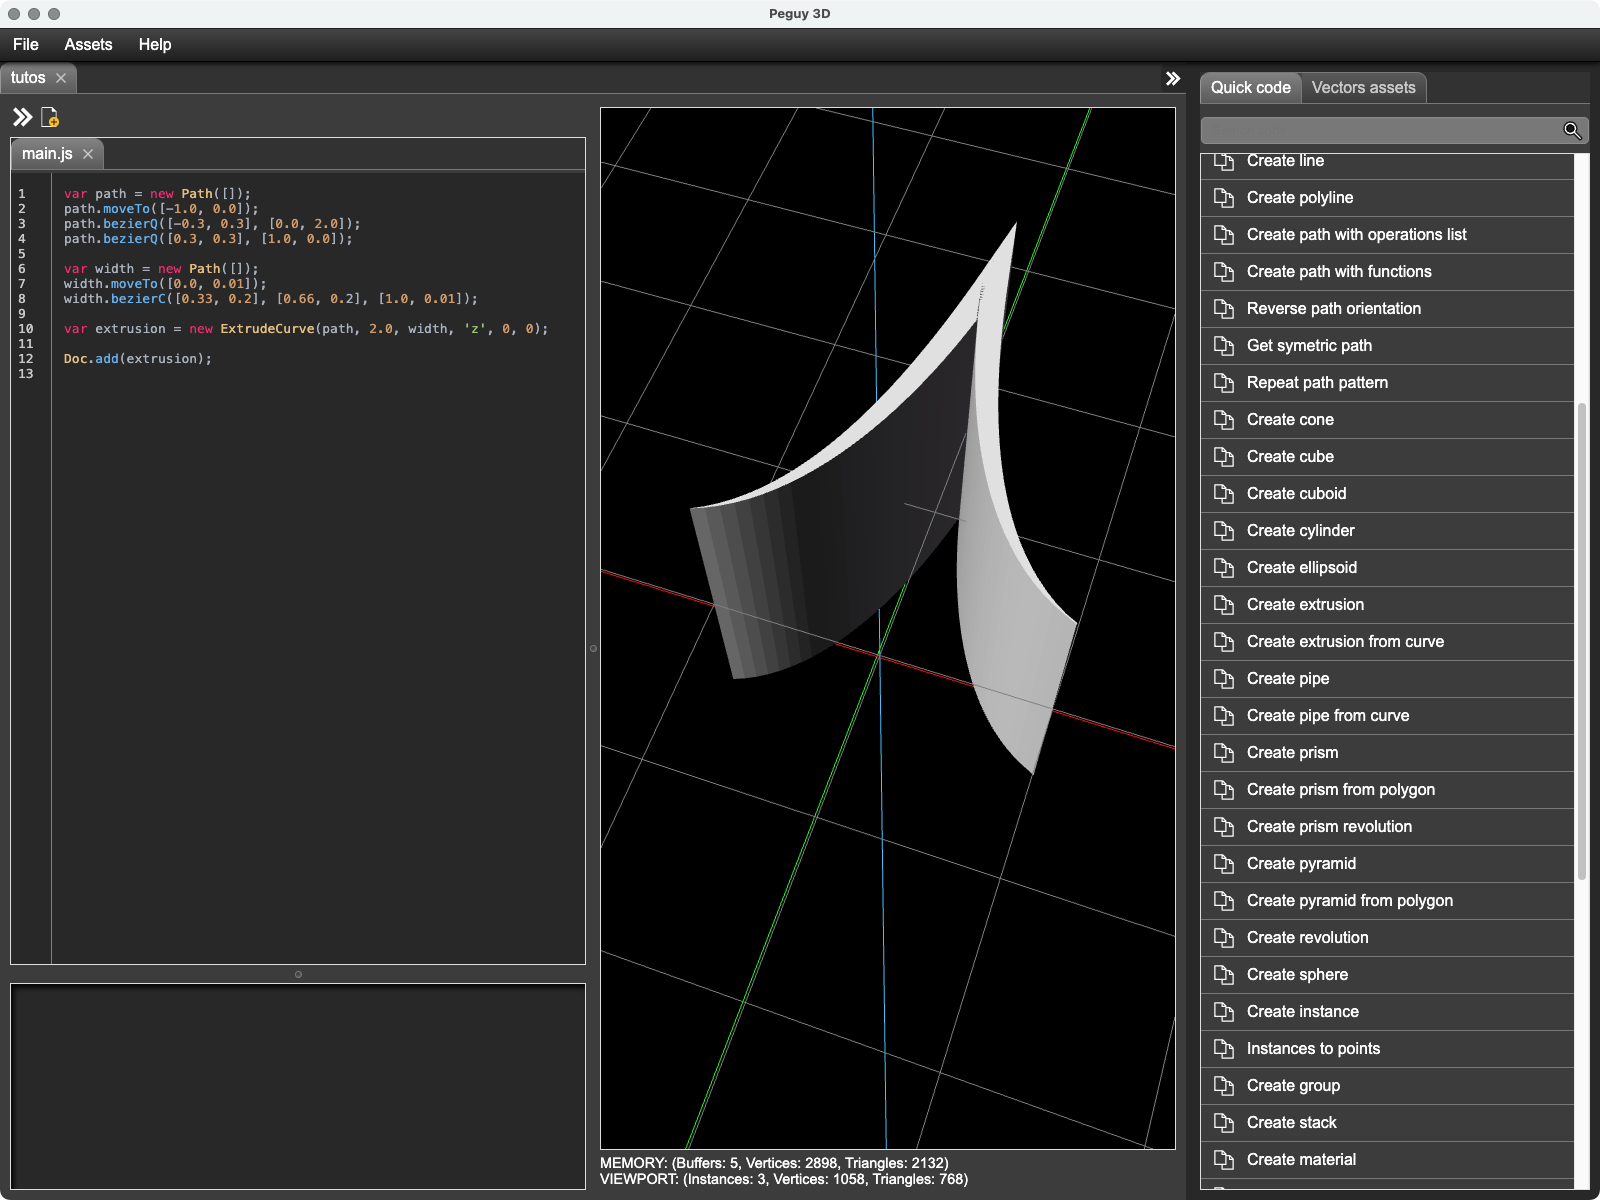 Peguy 3D
File Assets Help
tutos
main.js
1 var path = new Path([]);
2 path.moveTo([-1.0, 0.0]);
3 path.bezierQ([-0.3, 0.3], [0.0, 2.0]);
4 path.bezierQ([0.3, 0.3], [1.0, 0.0]);
5
6 var width = new Path([]);
7 width.moveTo([0.0, 0.01]);
8 width.bezierC([0.33, 0.2], [0.66, 0.2], [1.0, 0.01]);
9
10 var extrusion = new ExtrudeCurve(path, 2.0, width, 'z', 0, 0);
11
12 Doc.add(extrusion);
13
MEMORY: (Buffers: 5, Vertices: 2898, Triangles: 2132)
VIEWPORT: (Instances: 3, Vertices: 1058, Triangles: 768)
Quick code Vectors assets
Create line
Create polyline
Create path with operations list
Create path with functions
Reverse path orientation
Get symetric path
Repeat path pattern
Create cone
Create cube
Create cuboid
Create cylinder
Create ellipsoid
Create extrusion
Create extrusion from curve
Create pipe
Create pipe from curve
Create prism
Create prism from polygon
Create prism revolution
Create pyramid
Create pyramid from polygon
Create revolution
Create sphere
Create instance
Instances to points
Create group
Create stack
Create material